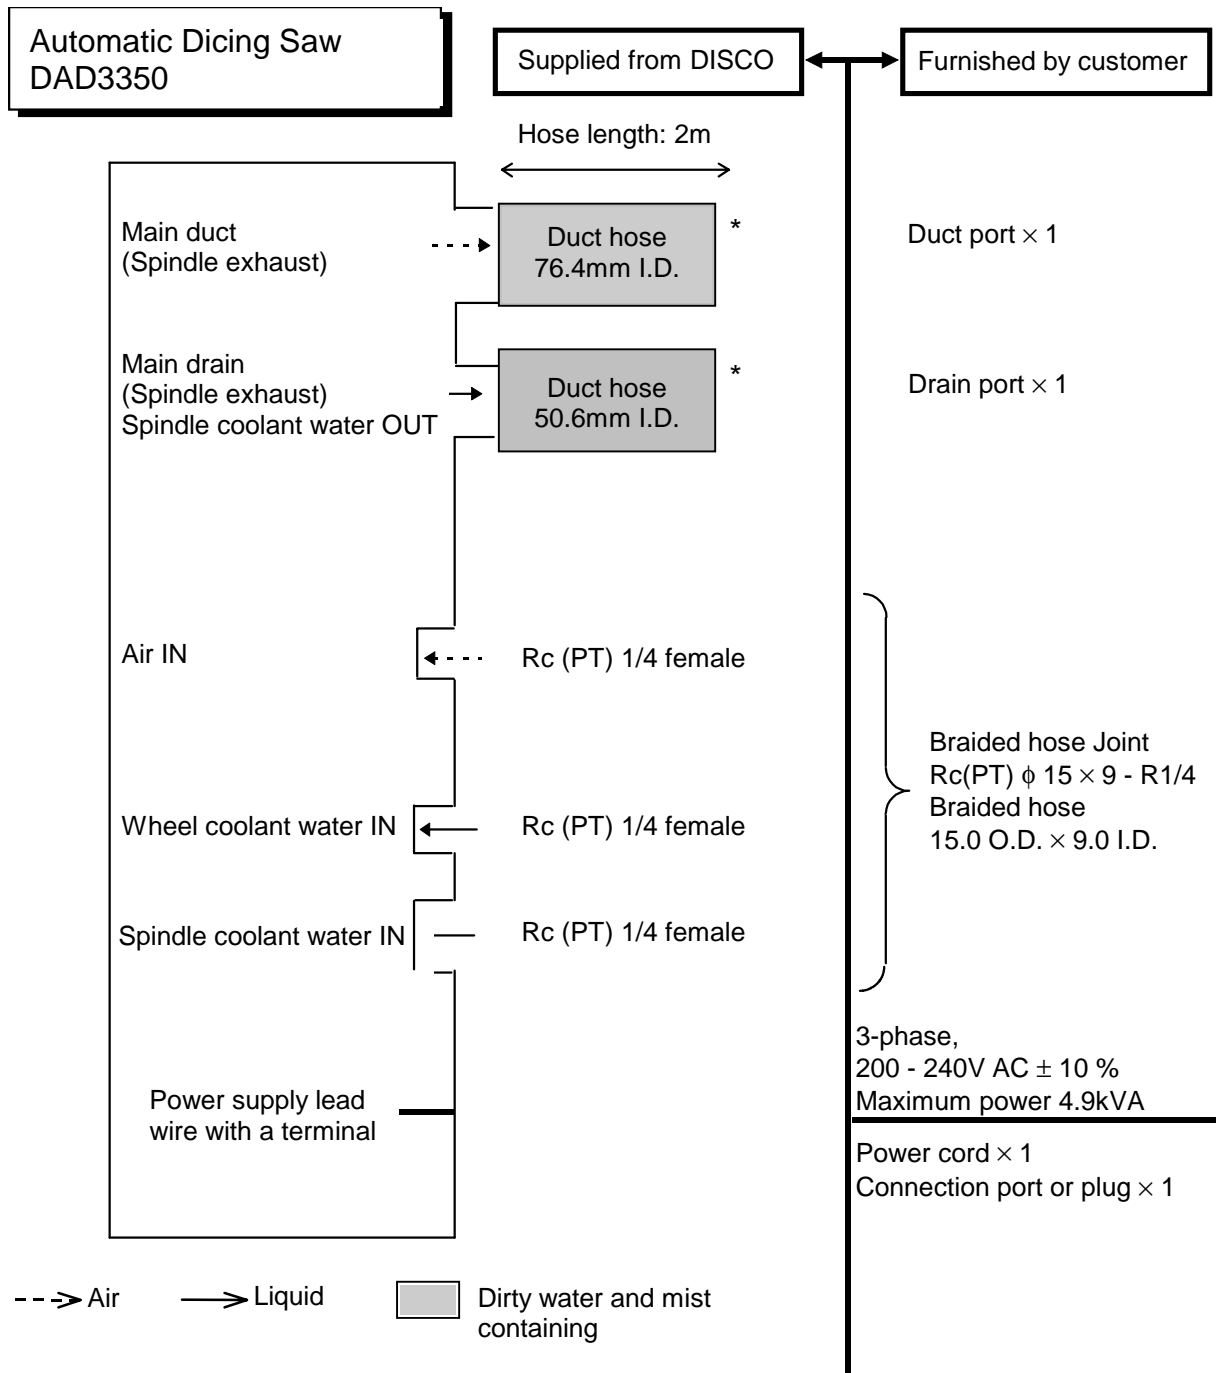 Automatic Dicing Saw
DAD3350
Supplied from DISCO
Furnished by customer
Hose length: 2m
Main duct
(Spindle exhaust)
Duct hose
76.4mm I.D.
*
Duct port × 1
Main drain
(Spindle exhaust)
Spindle coolant water OUT
Duct hose
50.6mm I.D.
*
Drain port × 1
Air IN
Rc (PT) 1/4 female
Wheel coolant water IN
Rc (PT) 1/4 female
Spindle coolant water IN
Rc (PT) 1/4 female
Braided hose Joint
Rc(PT) ϕ 15 × 9 - R1/4
Braided hose
15.0 O.D. × 9.0 I.D.
Power supply lead
wire with a terminal
3-phase,
200 - 240V AC ± 10 %
Maximum power 4.9kVA
Power cord × 1
Connection port or plug × 1
Air
Liquid
Dirty water and mist
containing